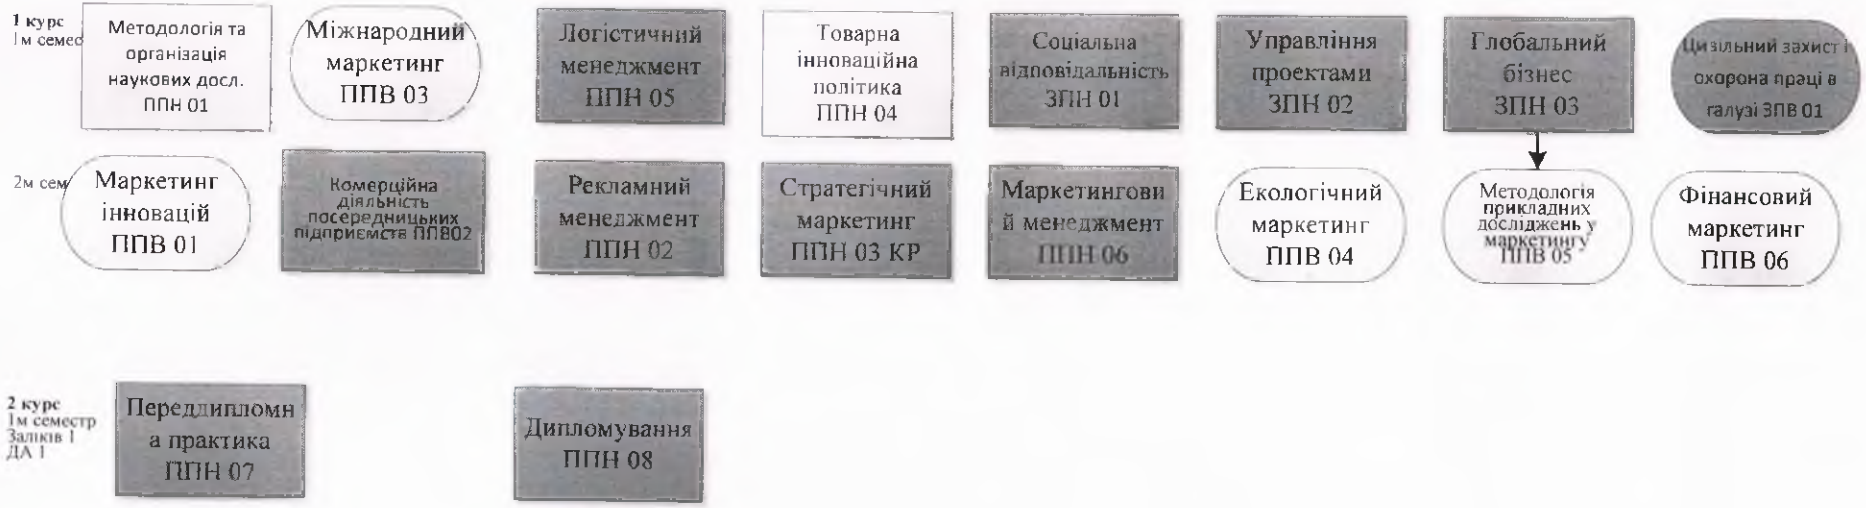 1 курс
1м семес
Методологія та
організація
наукових досл.
ППН 01
Міжнародний
маркетинг
ППВ 03
Логістичний
менеджмент
ППН 05
Товарна
інноваційна
політика
ППН 04
Соціальна
відповідальність
ЗПН 01
Управління
проектами
ЗПН 02
Глобальний
бізнес
ЗПН 03
Цивільний захист і
охорона праці в
галузі ЗПВ 01
2м сем
Маркетинг
інновацій
ППВ 01
Комерційна
діяльність
посередницьких
підприємств ППВ02
Рекламний
менеджмент
ППН 02
Стратегічний
маркетинг
ППН 03 КР
Маркетингови
й менеджмент
ППН 06
Екологічний
маркетинг
ППВ 04
Методологія
прикладних
досліджень у
маркетингу
ППВ 05
Фінансовий
маркетинг
ППВ 06
2 курс
1м семестр
Заліків 1
ДА 1
Переддипломн
а практика
ППН 07
Дипломування
ППН 08